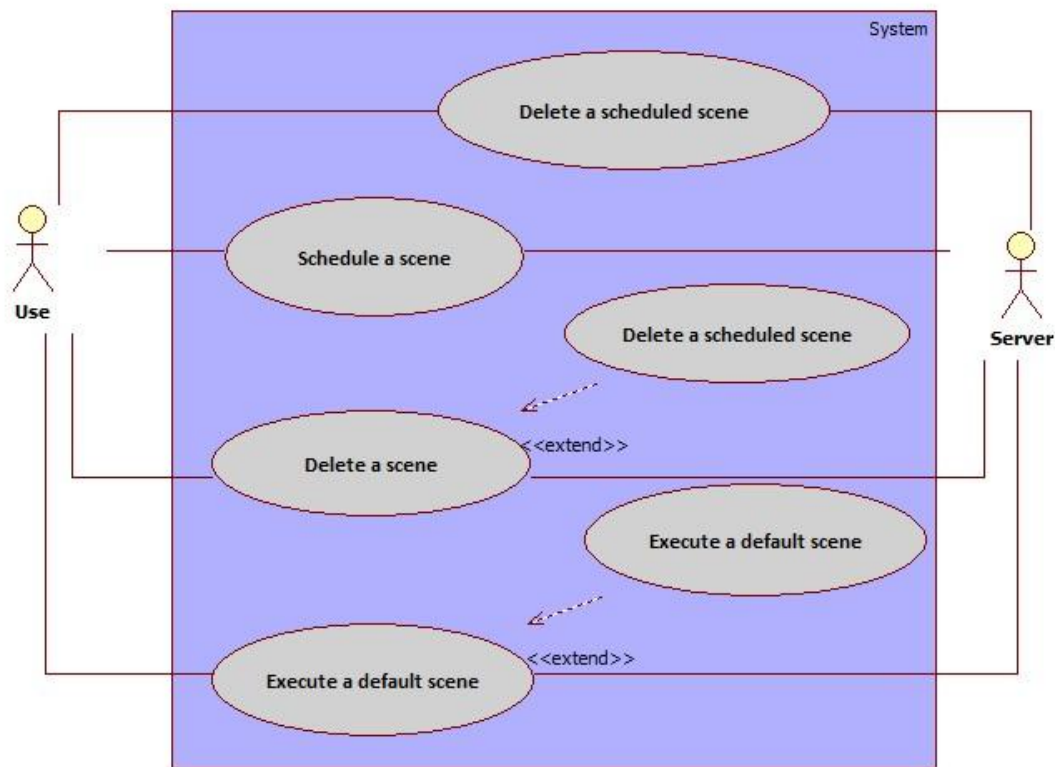 System
Delete a scheduled scene
Schedule a scene
Use
Delete a scheduled scene
Server
<<extend>>
Delete a scene
Execute a default scene
<<extend>>
Execute a default scene